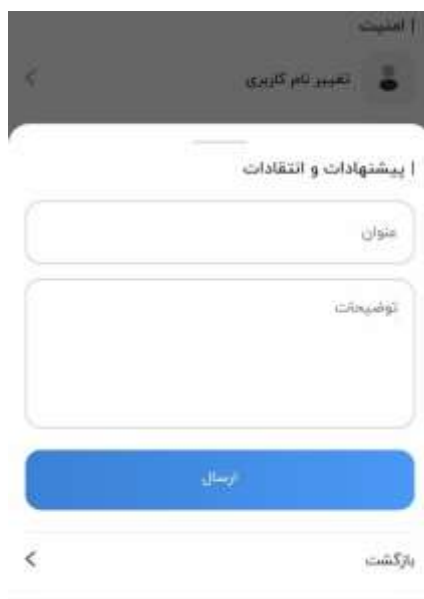 امنیت
تغییر نام کاربری
پیشنهادات و انتقادات
عنوان
توضیحات
ارسال
بازگشت